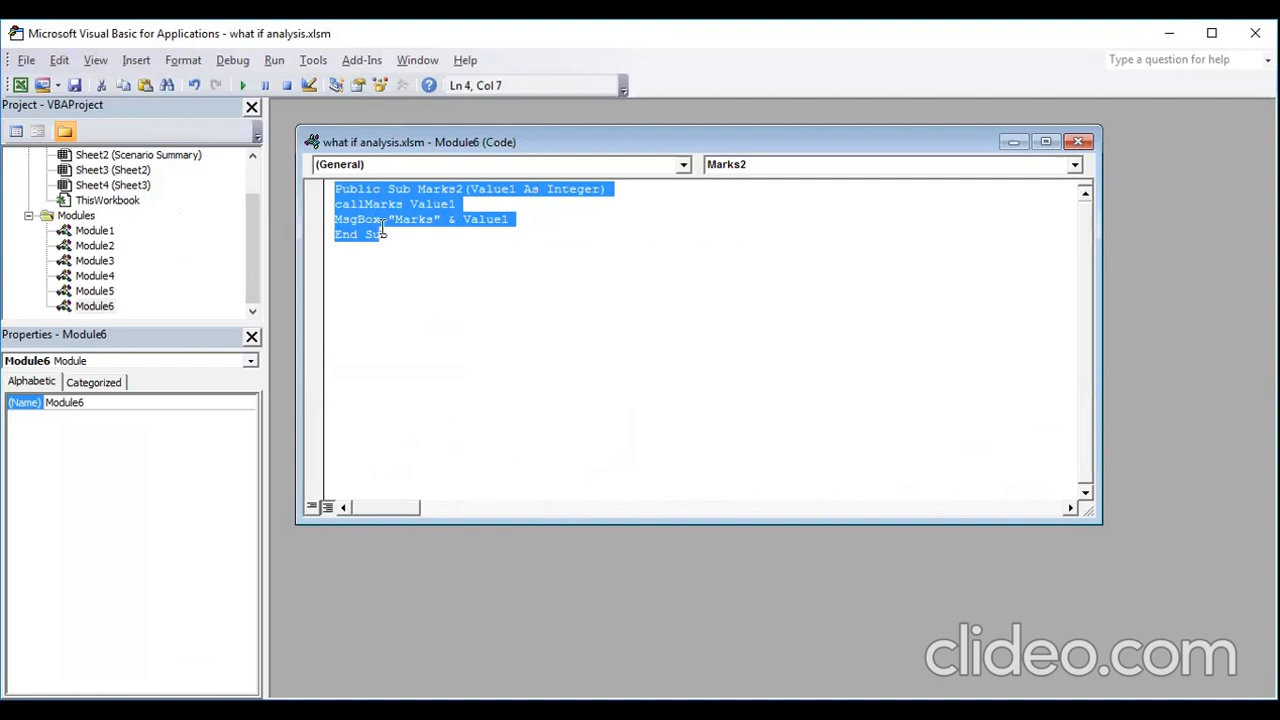 Microsoft Visual Basic for Applications - what if analysis.xlsm
File Edit View Insert Format Debug Run Tools Add-Ins Window Help
Type a question for help
Ln 4, Col 7
Project - VBAProject
Sheet2 (Scenario Summary)
Sheet3 (Sheet2)
Sheet4 (Sheet3)
ThisWorkbook
Modules
Module1
Module2
Module3
Module4
Module5
Module6
Properties - Module6
Module6 Module
Alphabetic Categorized
(Name) Module6
what if analysis.xlsm - Module6 (Code)
(General) Marks2
Public Sub Marks2(Value1 As Integer)
callMarks Value1
MsgBox "Marks" & Value1
End Sub
clideo.com